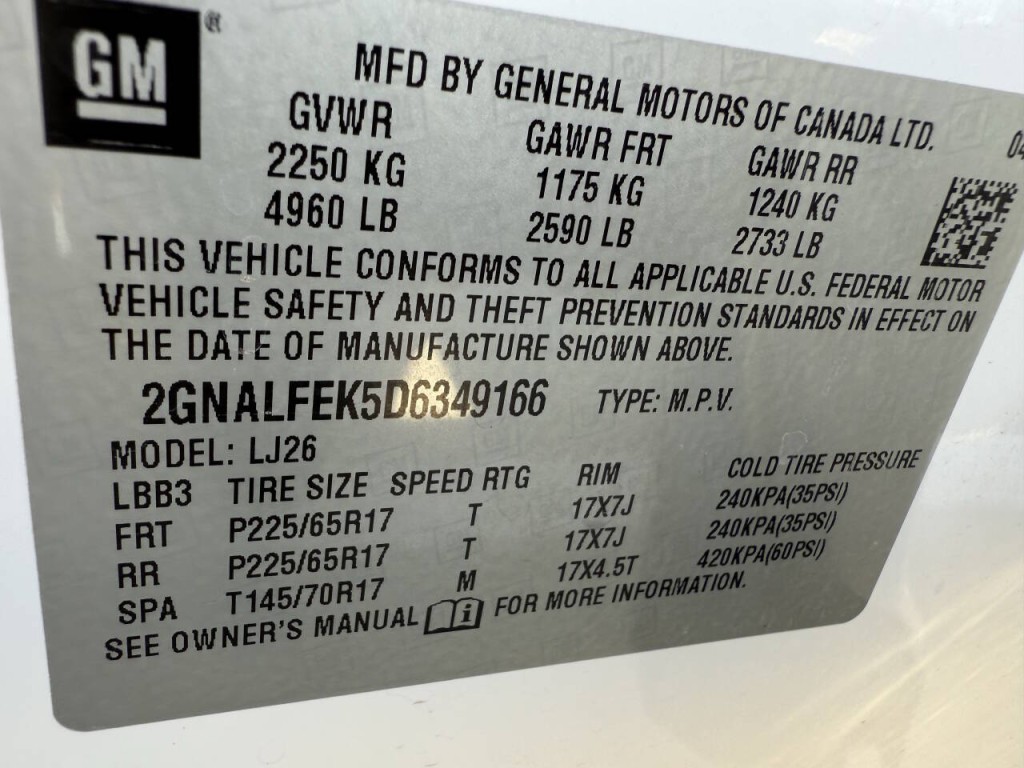 GM ®
MFD BY GENERAL MOTORS OF CANADA LTD.
04
GVWR GAWR FRT GAWR RR
2250 KG 1175 KG 1240 KG
4960 LB 2590 LB 2733 LB
THIS VEHICLE CONFORMS TO ALL APPLICABLE U.S. FEDERAL MOTOR
VEHICLE SAFETY AND THEFT PREVENTION STANDARDS IN EFFECT ON
THE DATE OF MANUFACTURE SHOWN ABOVE.
2GNALFEK5D6349166 TYPE: M.P.V.
MODEL: LJ26
LBB3 TIRE SIZE SPEED RTG RIM COLD TIRE PRESSURE
FRT P225/65R17 T 17X7J 240KPA(35PSI)
RR P225/65R17 T 17X7J 240KPA(35PSI)
SPA T145/70R17 M 17X4.5T 420KPA(60PSI)
SEE OWNER'S MANUAL i FOR MORE INFORMATION.